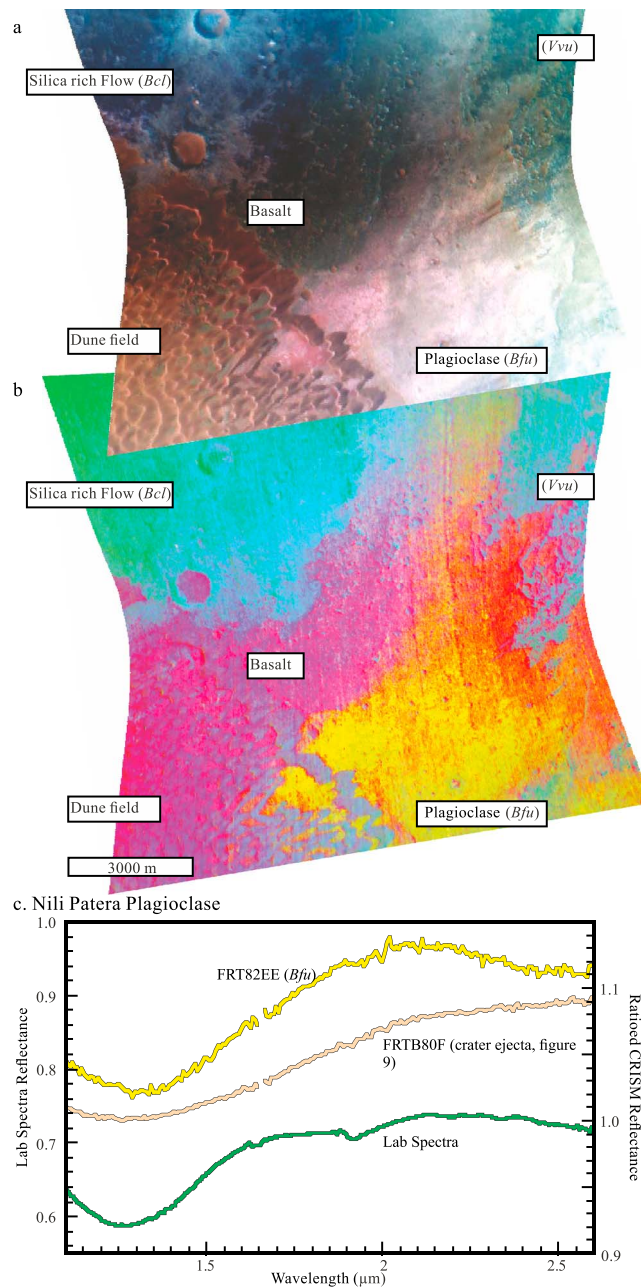 a
(Vvu)
Silica rich Flow (Bcl)
Basalt
Dune field
Plagioclase (Bfu)
b
Silica rich Flow (Bcl)
(Vvu)
Basalt
Dune field
Plagioclase (Bfu)
3000 m
c. Nili Patera Plagioclase
1.0
0.9
0.8
0.7
0.6
Lab Spectra Reflectance
FRT82EE (Bfu)
FRTB80F (crater ejecta, figure
9)
Lab Spectra
1.1
1.0
0.9
Ratioed CRISM Reflectance
1.5
2
2.5
Wavelength (µm)